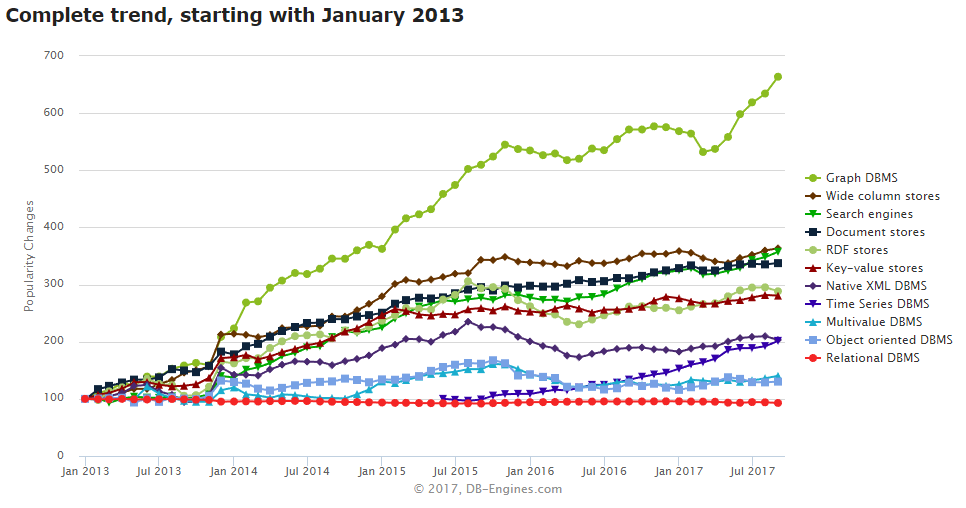 Complete trend, starting with January 2013
700
600
500
400
300
200
100
0
Popularity Changes
Jan 2013
Jul 2013
Jan 2014
Jul 2014
Jan 2015
Jul 2015
Jan 2016
Jul 2016
Jan 2017
Jul 2017
Graph DBMS
Wide column stores
Search engines
Document stores
RDF stores
Key-value stores
Native XML DBMS
Time Series DBMS
Multivalue DBMS
Object oriented DBMS
Relational DBMS
© 2017, DB-Engines.com